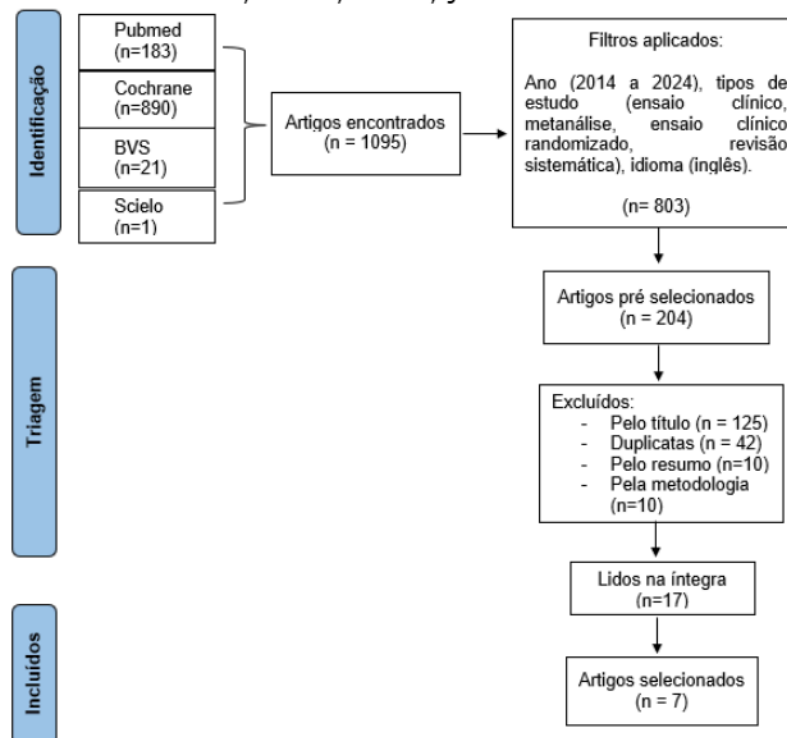 Identificação
Pubmed
(n=183)
Cochrane
(n=890)
BVS
(n=21)
Scielo
(n=1)
Artigos encontrados
(n = 1095)
Filtros aplicados:
Ano (2014 a 2024), tipos de
estudo (ensaio clínico,
metanálise, ensaio clínico
randomizado, revisão
sistemática), idioma (inglês).
(n= 803)
Triagem
Artigos pré selecionados
(n = 204)
Excluídos:
- Pelo título (n = 125)
- Duplicatas (n = 42)
- Pelo resumo (n=10)
- Pela metodologia
(n=10)
Lidos na íntegra
(n=17)
Incluídos
Artigos selecionados
(n = 7)